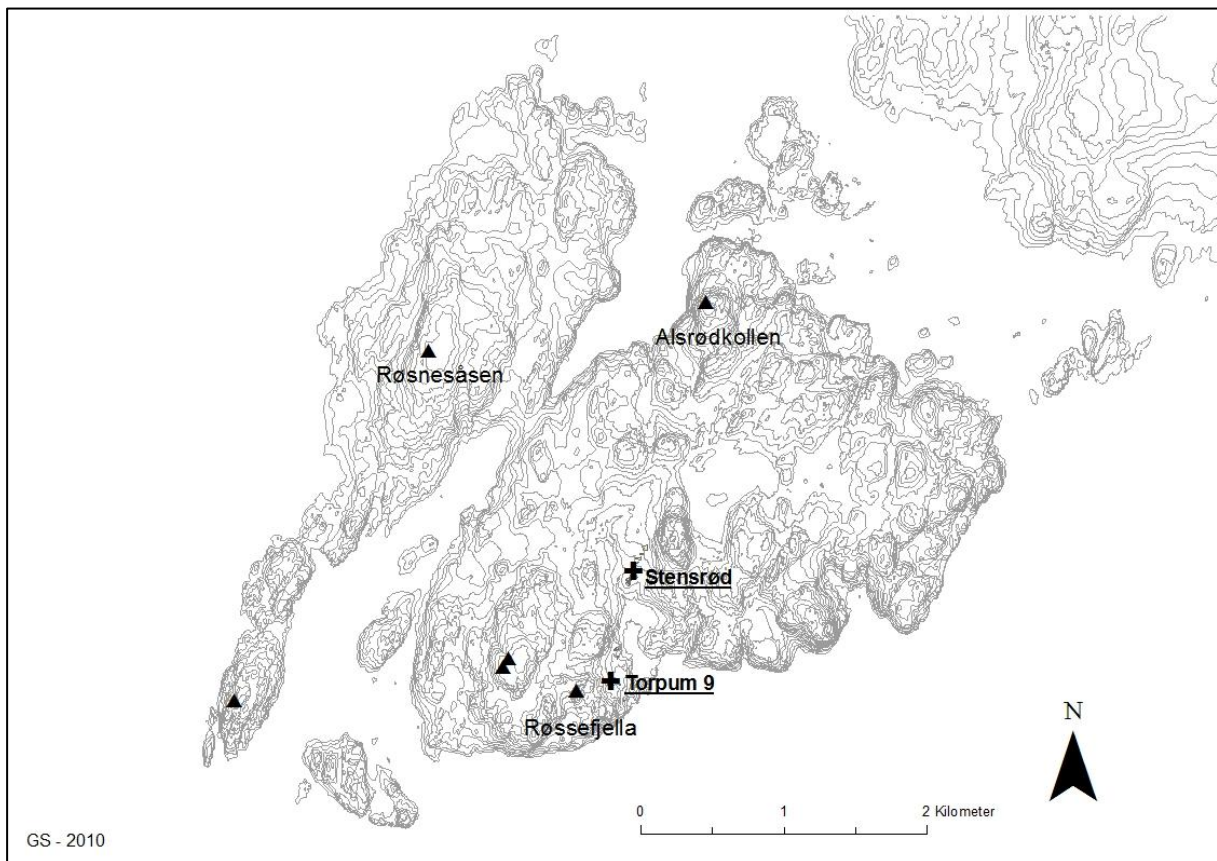 Alsrødkollen
Røsnesåsen
Stensrød
Torpum 9
Røssefjella
N
0 1 2 Kilometer
GS - 2010